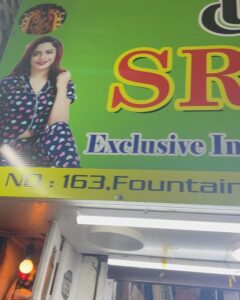 SR
Exclusive In
No : 163,Fountain